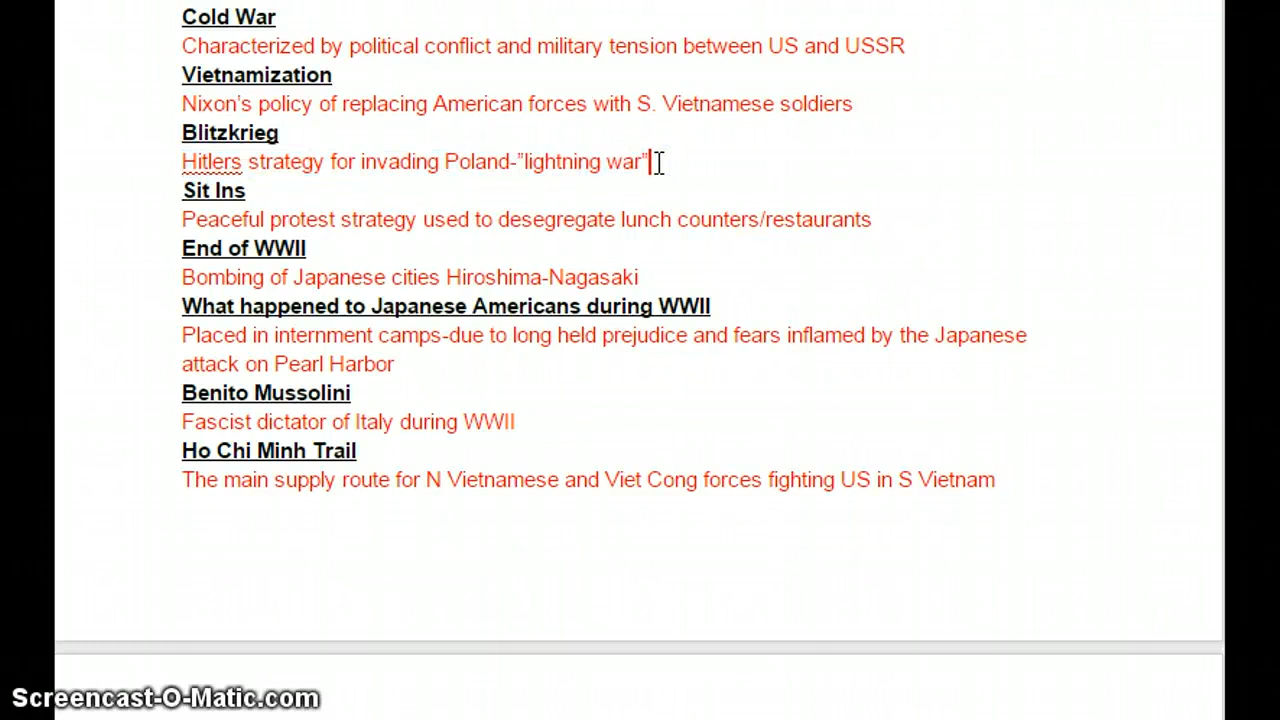 Cold War
Characterized by political conflict and military tension between US and USSR
Vietnamization
Nixon's policy of replacing American forces with S. Vietnamese soldiers
Blitzkrieg
Hitlers strategy for invading Poland-”lightning war”
Sit Ins
Peaceful protest strategy used to desegregate lunch counters/restaurants
End of WWII
Bombing of Japanese cities Hiroshima-Nagasaki
What happened to Japanese Americans during WWII
Placed in internment camps-due to long held prejudice and fears inflamed by the Japanese
attack on Pearl Harbor
Benito Mussolini
Fascist dictator of Italy during WWII
Ho Chi Minh Trail
The main supply route for N Vietnamese and Viet Cong forces fighting US in S Vietnam
Screencast-O-Matic.com